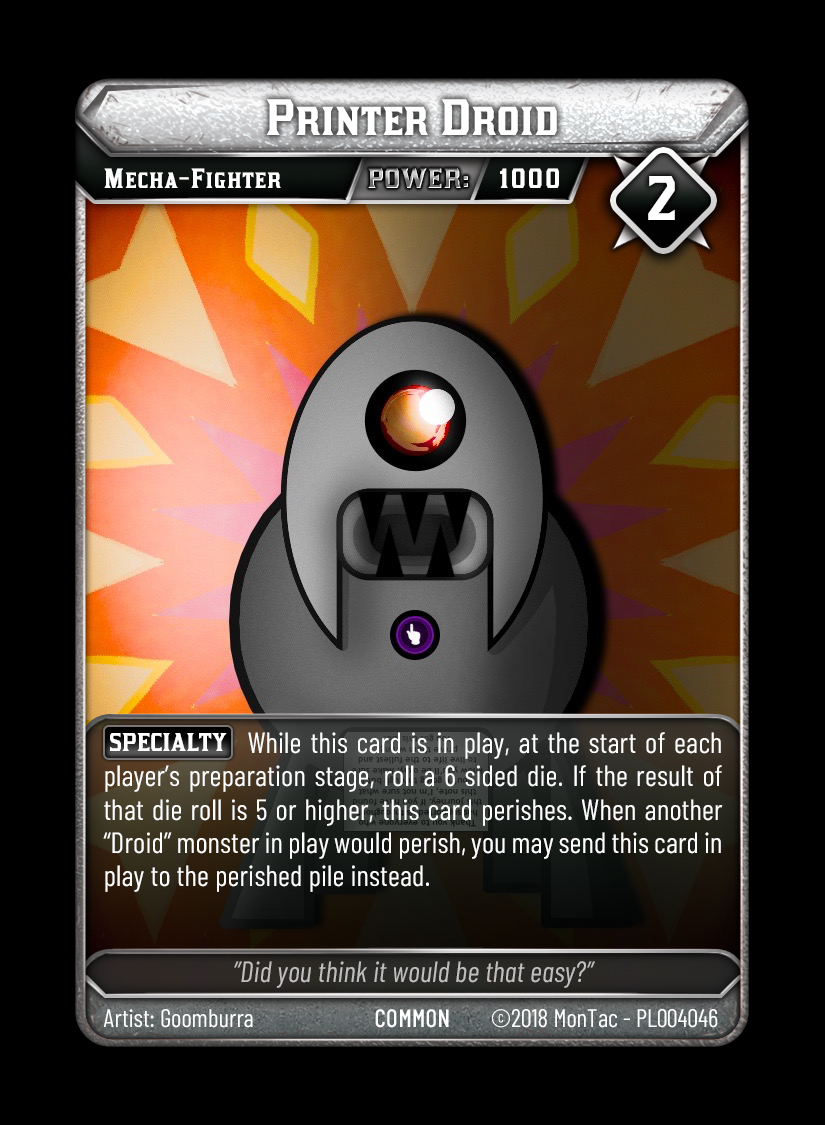 Printer Droid
Mecha-Fighter
POWER:
1000
2
SPECIALTY While this card is in play, at the start of each
player's preparation stage, roll a 6 sided die. If the result of
that die roll is 5 or higher, this card perishes. When another
"Droid" monster in play would perish, you may send this card in
play to the perished pile instead.
"Did you think it would be that easy?"
Artist: Goomburra
COMMON
©2018 MonTac - PL004046